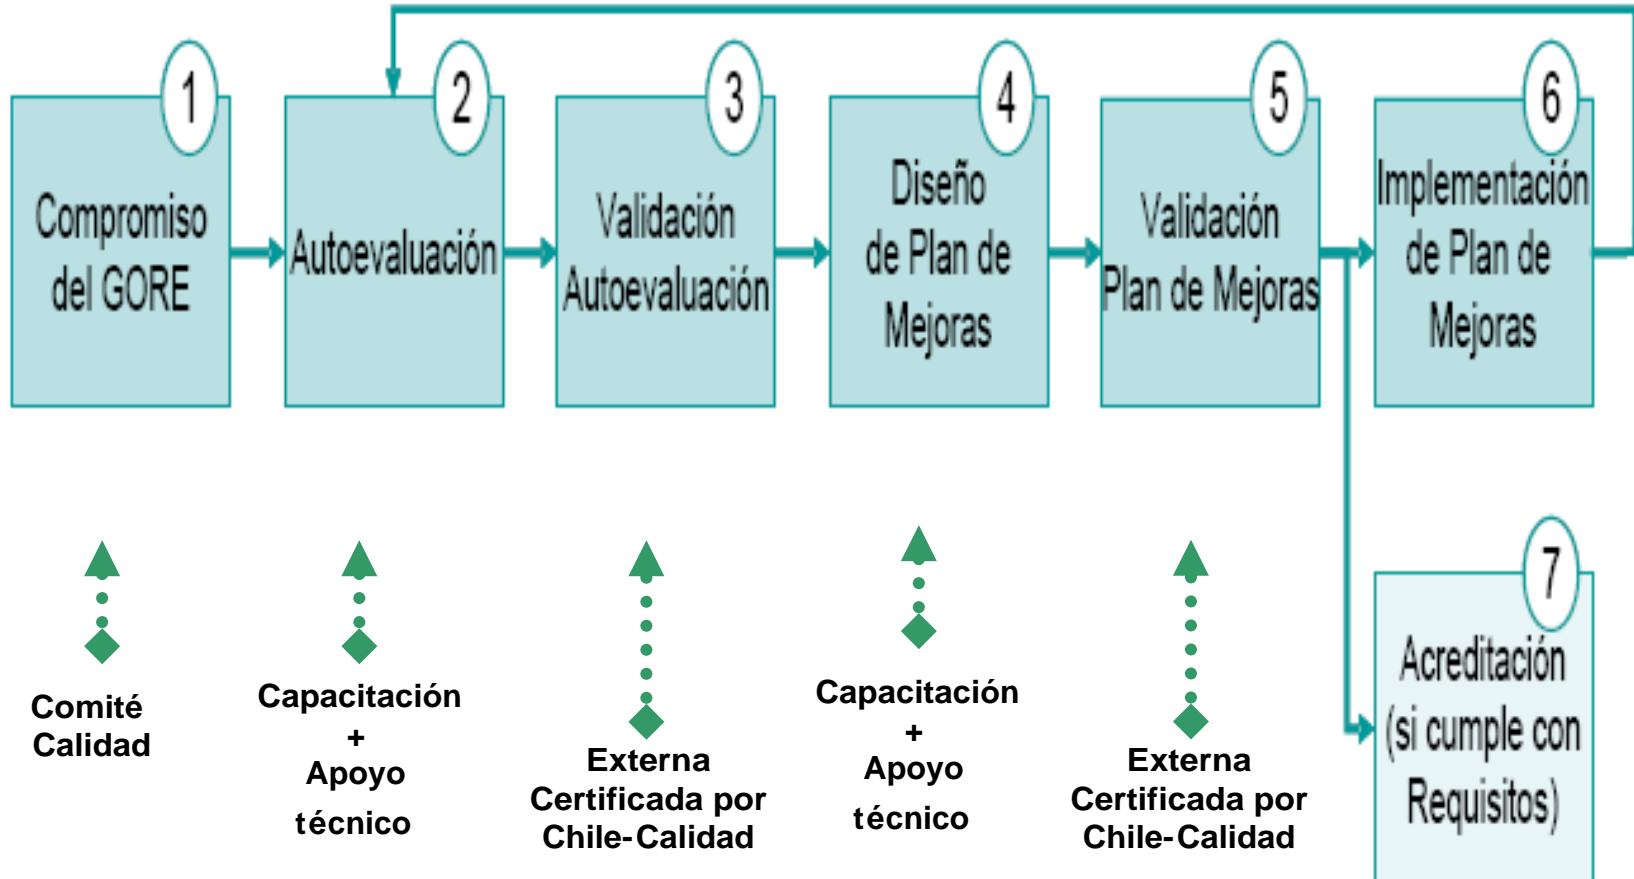 1
Compromiso
del GORE
2
Autoevaluación
3
Validación
Autoevaluación
4
Diseño
de Plan de
Mejoras
5
Validación
Plan de Mejoras
6
Implementación
de Plan de
Mejoras
7
Acreditación
(si cumple con
Requisitos)
Comité
Calidad
Capacitación
+
Apoyo
técnico
Externa
Certificada por
Chile-Calidad
Capacitación
+
Apoyo
técnico
Externa
Certificada por
Chile-Calidad